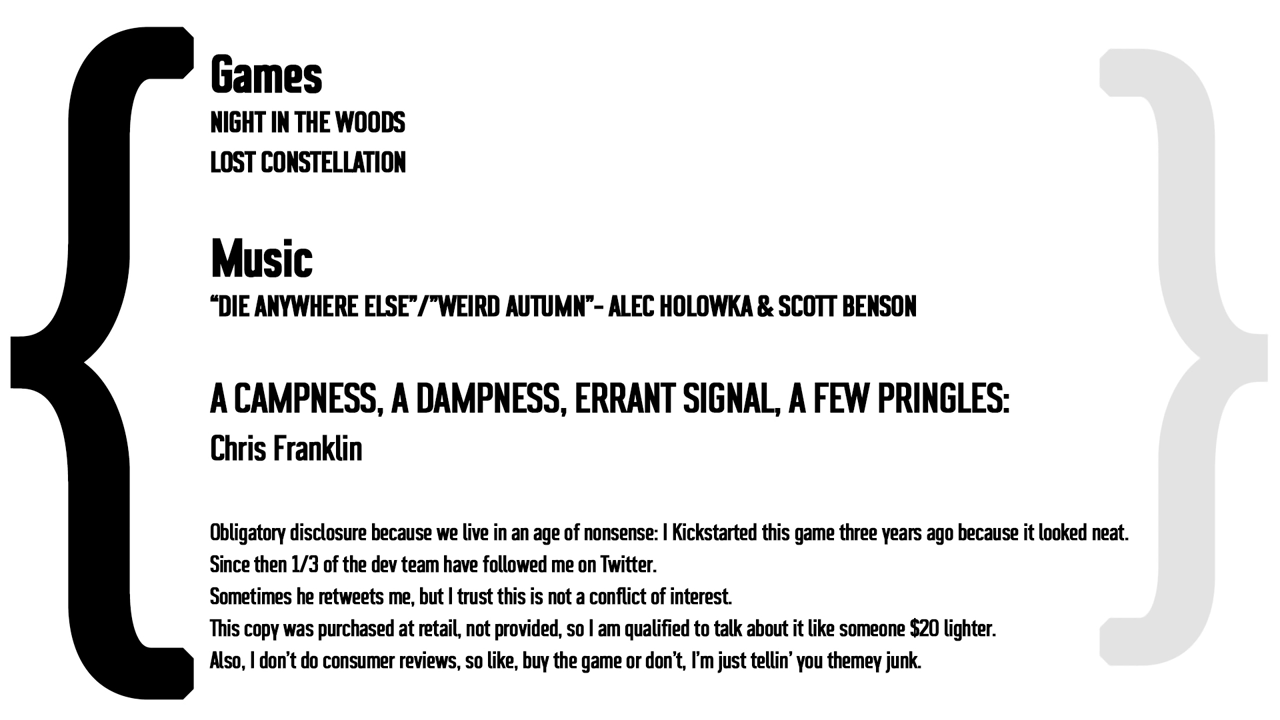 Games
NIGHT IN THE WOODS
LOST CONSTELLATION
Music
“DIE ANYWHERE ELSE”/”WEIRD AUTUMN”- ALEC HOLOWKA & SCOTT BENSON
A CAMPNESS, A DAMPNESS, ERRANT SIGNAL, A FEW PRINGLES:
Chris Franklin
Obligatory disclosure because we live in an age of nonsense: I Kickstarted this game three years ago because it looked neat.
Since then 1/3 of the dev team have followed me on Twitter.
Sometimes he retweets me, but I trust this is not a conflict of interest.
This copy was purchased at retail, not provided, so I am qualified to talk about it like someone $20 lighter.
Also, I don’t do consumer reviews, so like, buy the game or don’t, I’m just tellin’ you themey junk.